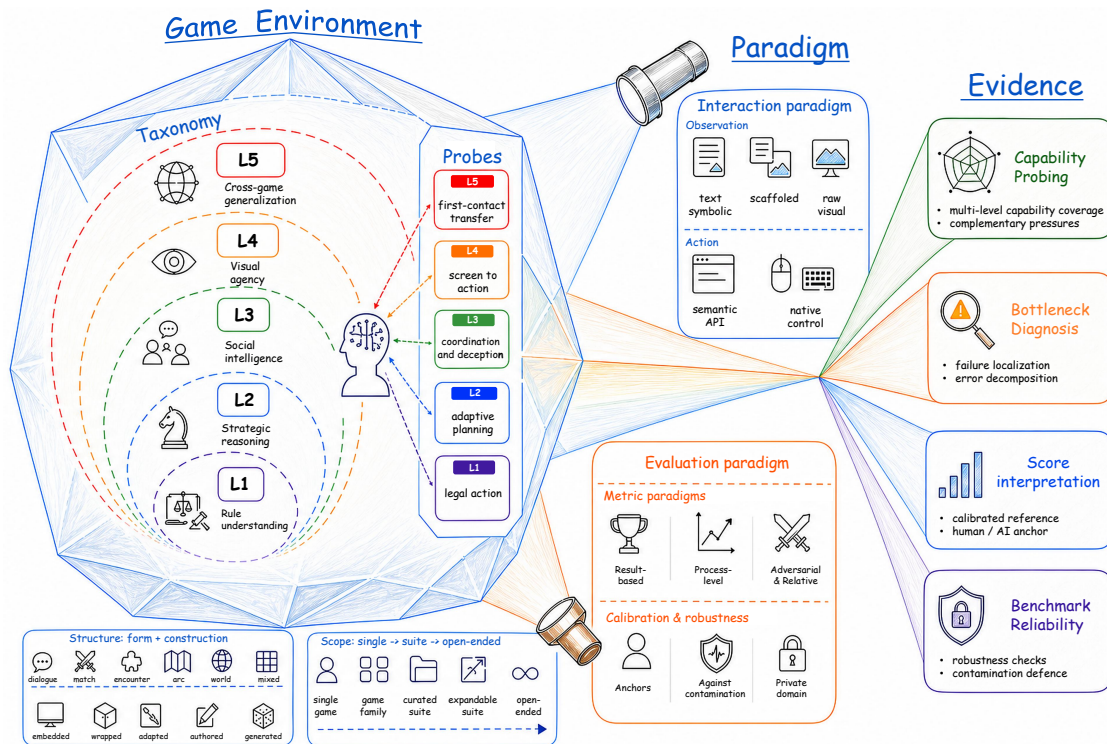 Game Environment
Taxonomy
L5
Cross-game
generalization
L4
Visual
agency
L3
Social
intelligence
L2
Strategic
reasoning
L1
Rule
understanding
Probes
L5
first-contact
transfer
L4
screen to
action
L3
coordination
and deception
L2
adaptive
planning
L1
legal action
Structure: form + construction
dialogue
match
encounter
arc
world
mixed
embedded
wrapped
adapted
authored
generated
Scope: single -> suite -> open-ended
single
game
game
family
curated
suite
expandable
suite
open-
ended
Paradigm
Interaction paradigm
Observation
text
symbolic
scaffoled
raw
visual
Action
semantic
API
native
control
Evaluation paradigm
Metric paradigms
Result-
based
Process-
level
Adversarial
& Relative
Calibration & robustness
Anchors
Against
contamination
Private
domain
Evidence
Capability
Probing
• multi-level capability coverage
• complementary pressures
Bottleneck
Diagnosis
• failure localization
• error decomposition
Score
interpretation
• calibrated reference
• human / AI anchor
Benchmark
Reliability
• robustness checks
• contamination defence